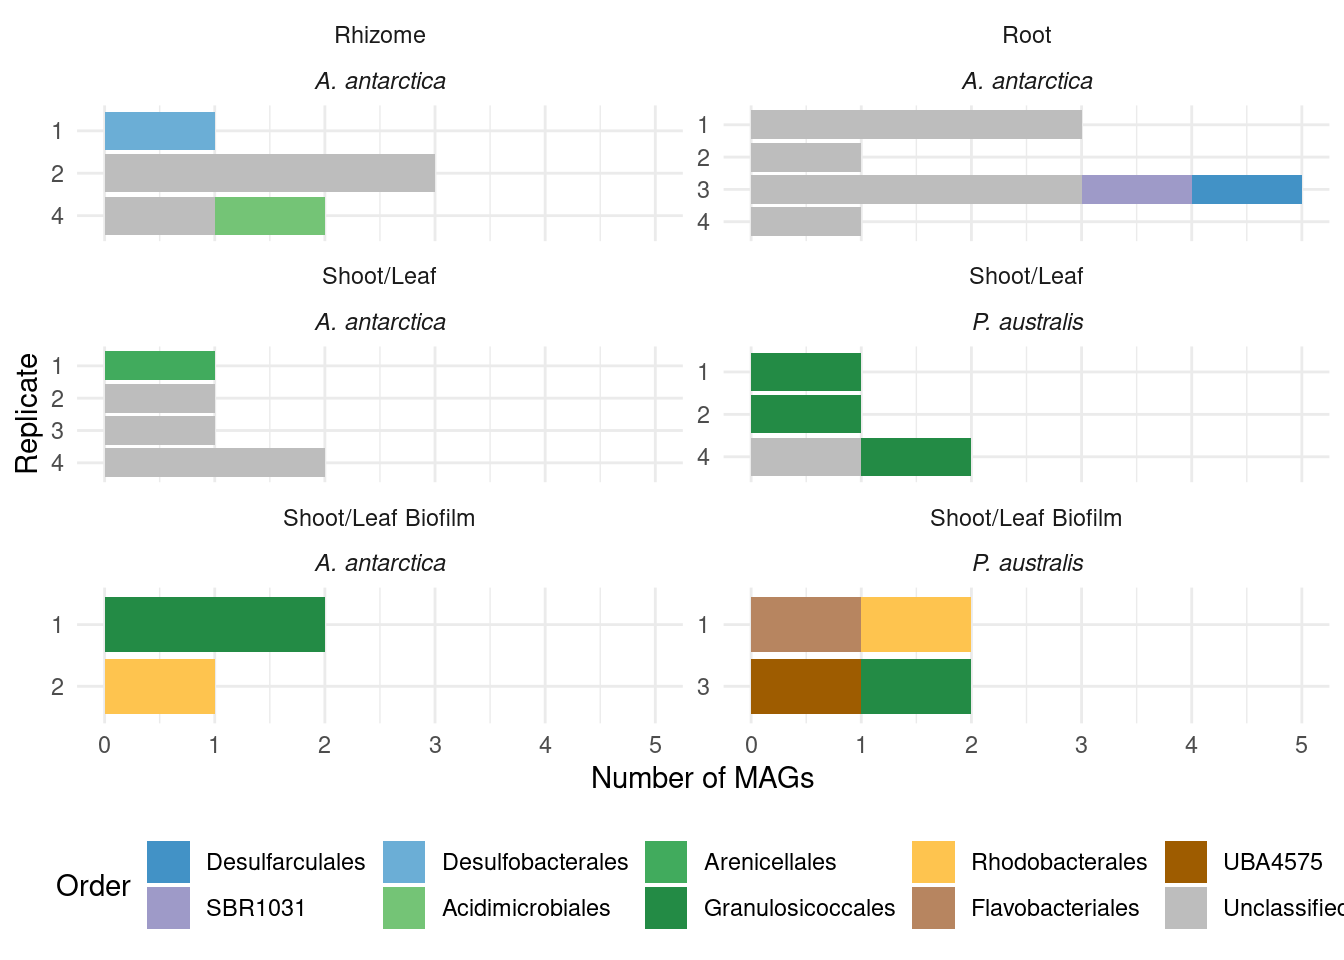 Rhizome
A. antarctica
1
2
4
Root
A. antarctica
1
2
3
4
Shoot/Leaf
A. antarctica
1
2
3
4
Shoot/Leaf
P. australis
1
2
4
Replicate
Shoot/Leaf Biofilm
A. antarctica
1
2
0 1 2 3 4 5
Shoot/Leaf Biofilm
P. australis
1
3
0 1 2 3 4 5
Number of MAGs
Order
Desulfarculales Desulfobacterales Arenicellales Rhodobacterales UBA4575
SBR1031 Acidimicrobiales Granulosicoccales Flavobacteriales Unclassified